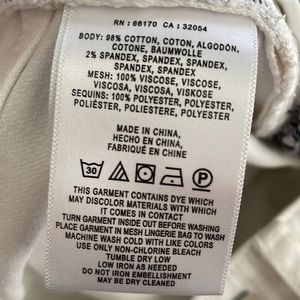 RN : 66170 CA : 32054
BODY: 98% COTTON, COTON, ALGODÓN,
COTONE, BAUMWOLLE
2% SPANDEX, SPANDEX, SPANDEX,
SPANDEX, SPANDEX
MESH: 100% VISCOSE, VISCOSE,
VISCOSA, VISCOSA, VISKOSE
SEQUINS: 100% POLYESTER, POLYESTER,
POLIÉSTER, POLIESTERE, POLYESTER
MADE IN CHINA,
HECHO EN CHINA,
FABRIQUÉ EN CHINE
30
P
THIS GARMENT CONTAINS DYE WHICH
MAY DISCOLOR MATERIALS WITH WHICH
IT COMES IN CONTACT
TURN GARMENT INSIDE OUT BEFORE WASHING
PLACE GARMENT IN MESH LINGERIE BAG TO WASH
MACHINE WASH COLD WITH LIKE COLORS
USE ONLY NON-CHLORINE BLEACH
TUMBLE DRY LOW
LOW IRON AS NEEDED
DO NOT IRON EMBELLISHMENT
MAY BE DRY CLEANED